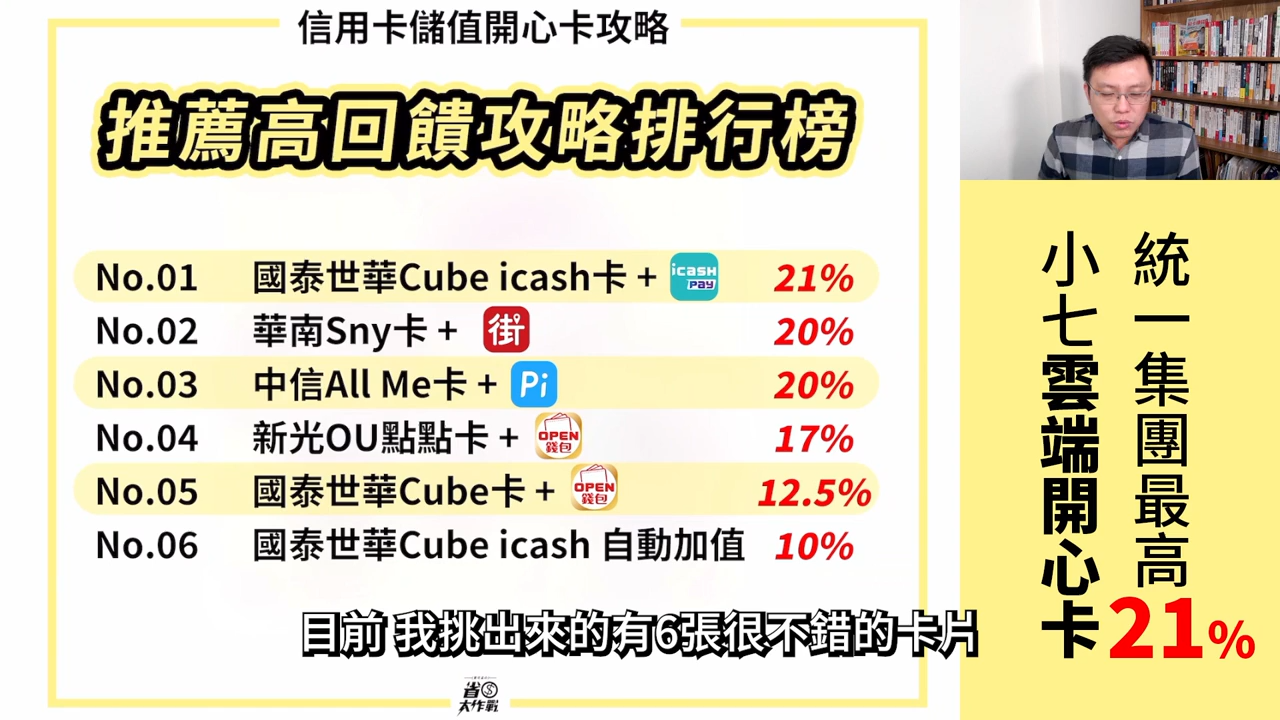 信用卡儲值開心卡攻略
推薦高回饋攻略排行榜
No.01 國泰世華Cube icash卡 + icash pay 21%
No.02 華南Sny卡 + 街 20%
No.03 中信All Me卡 + Pi 20%
No.04 新光OU點點卡 + OPEN錢包 17%
No.05 國泰世華Cube卡 + OPEN錢包 12.5%
No.06 國泰世華Cube icash 自動加值 10%
目前 我挑出來的有6張很不錯的卡片
省$大作戰
統一集團最高21%
小七雲端開心卡